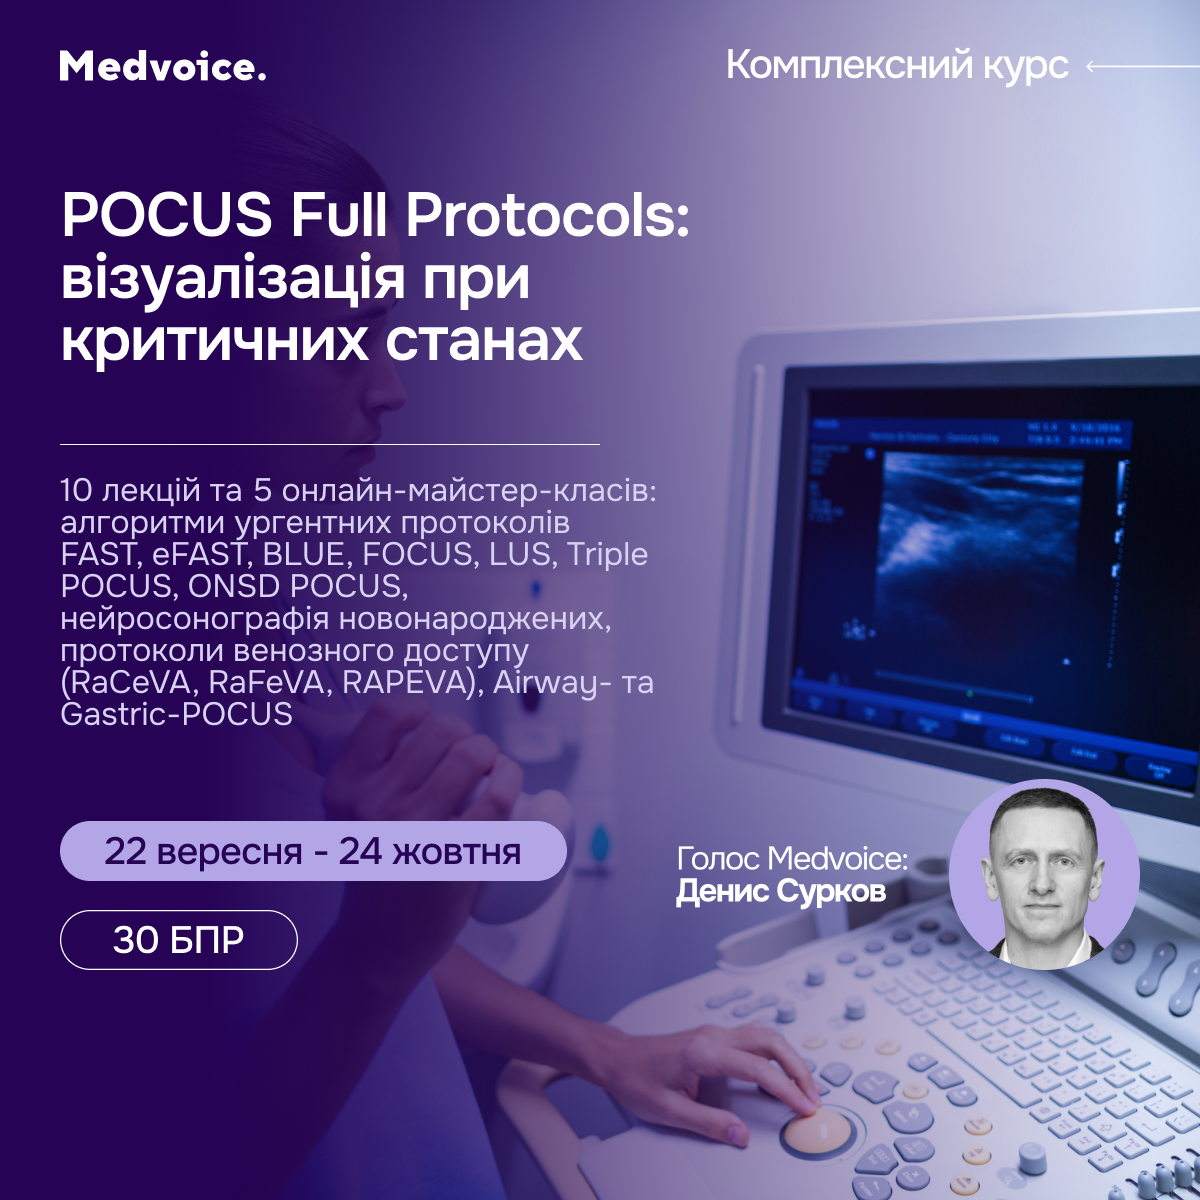 Medvoice.
Комплексний курс
POCUS Full Protocols:
візуалізація при
критичних станах
10 лекцій та 5 онлайн-майстер-класів:
алгоритми ургентних протоколів
FAST, eFAST, BLUE, FOCUS, LUS, Triple
POCUS, ONSD POCUS,
нейросонографія новонароджених,
протоколи венозного доступу
(RaCeVA, RaFeVA, RAPEVA), Airway- та
Gastric-POCUS
22 вересня - 24 жовтня
30 БПР
Голос Medvoice:
Денис Сурков